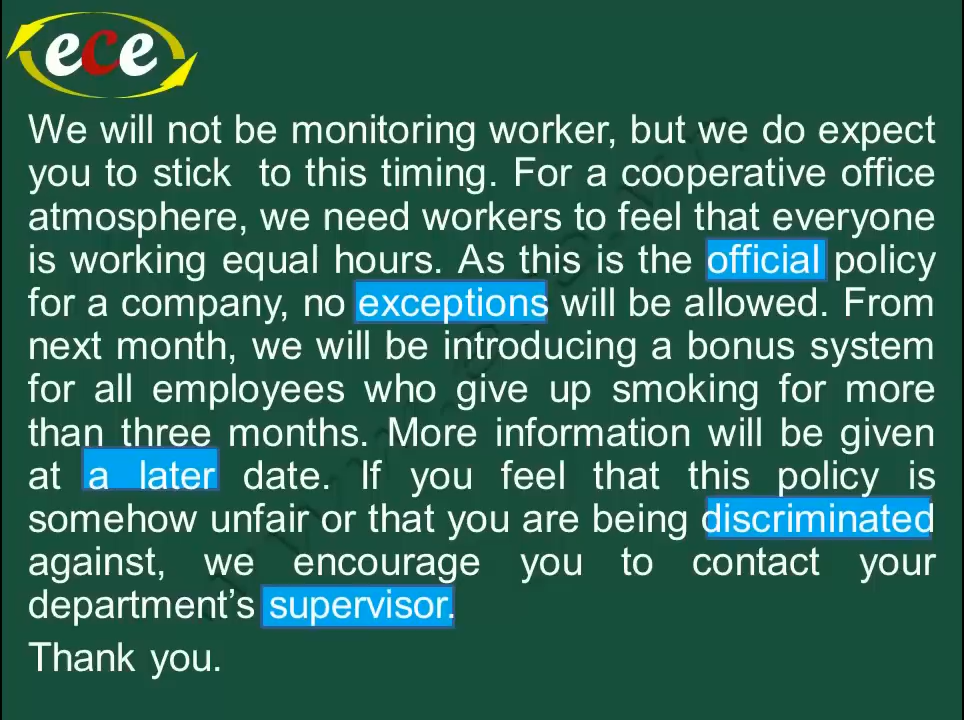 ece
We will not be monitoring worker, but we do expect
you to stick  to this timing. For a cooperative office
atmosphere, we need workers to feel that everyone
is working equal hours. As this is the official policy
for a company, no exceptions will be allowed. From
next month, we will be introducing a bonus system
for all employees who give up smoking for more
than three months. More information will be given
at a later date. If you feel that this policy is
somehow unfair or that you are being discriminated
against, we encourage you to contact your
department’s supervisor.
Thank you.